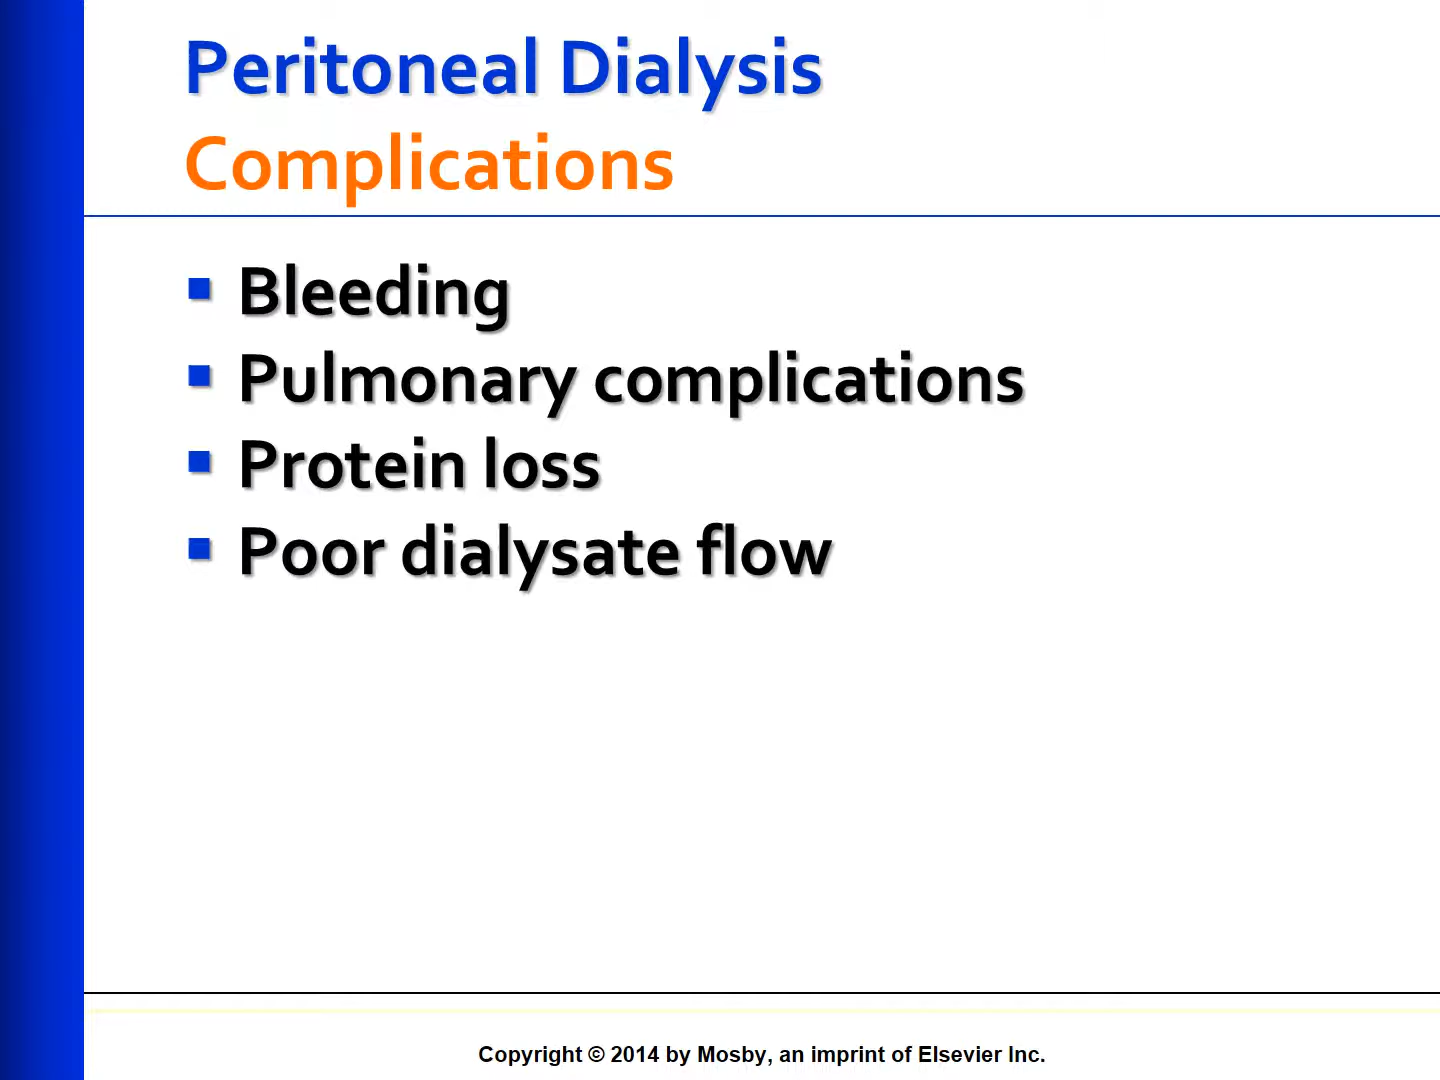 Peritoneal Dialysis
Complications
Bleeding
Pulmonary complications
Protein loss
Poor dialysate flow
Copyright © 2014 by Mosby, an imprint of Elsevier Inc.